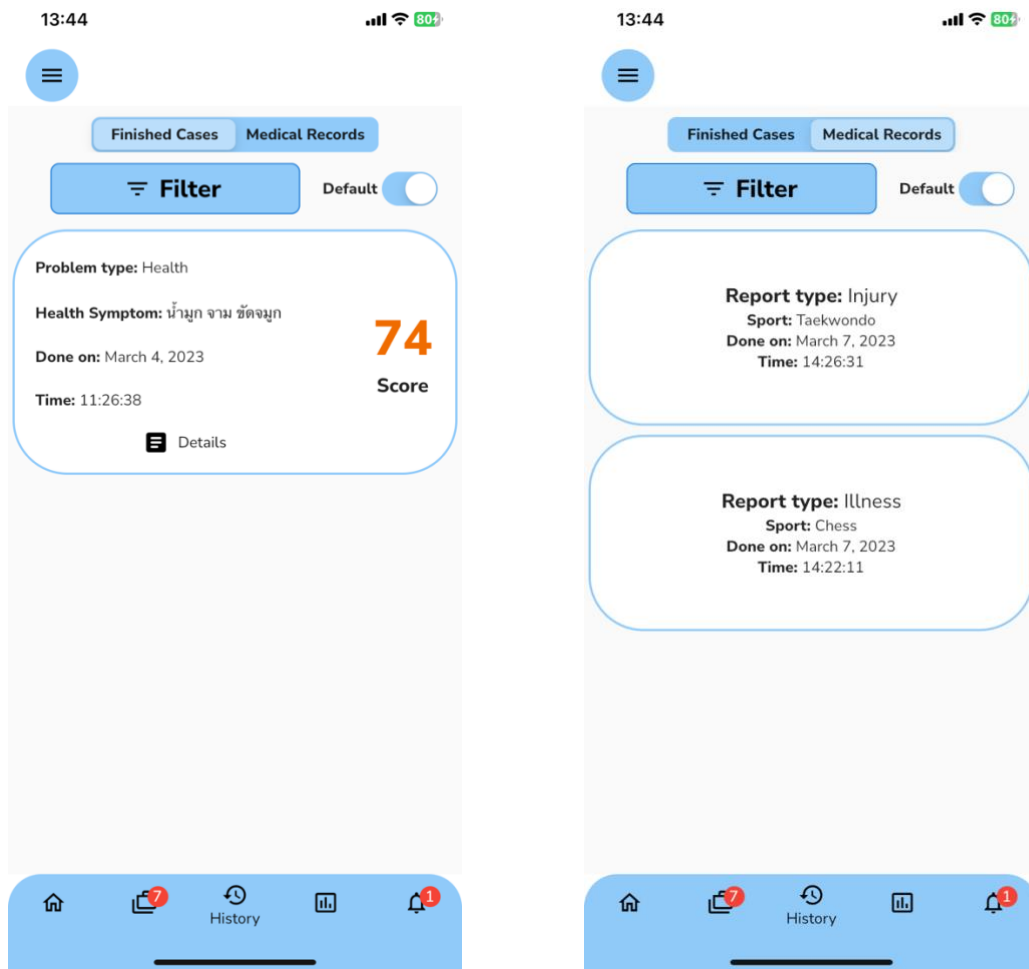 13:44
80
Finished Cases Medical Records
Filter Default
Problem type: Health
Health Symptom: น้ำมูก จาม ขัดจมูก
Done on: March 4, 2023
Time: 11:26:38
74
Score
Details
7
1
History
13:44
80
Finished Cases Medical Records
Filter Default
Report type: Injury
Sport: Taekwondo
Done on: March 7, 2023
Time: 14:26:31
Report type: Illness
Sport: Chess
Done on: March 7, 2023
Time: 14:22:11
7
1
History